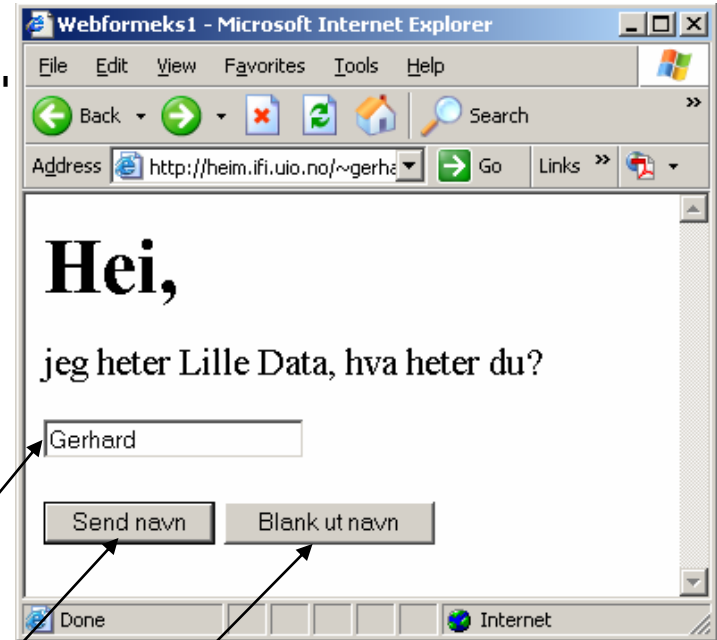 Webformeks1 - Microsoft Internet Explorer
File Edit View Favorites Tools Help
Back Search »
Address http://heim.ifi.uio.no/~gerha Go Links »
Hei,
jeg heter Lille Data, hva heter du?
Gerhard
Send navn Blank ut navn
Done Internet